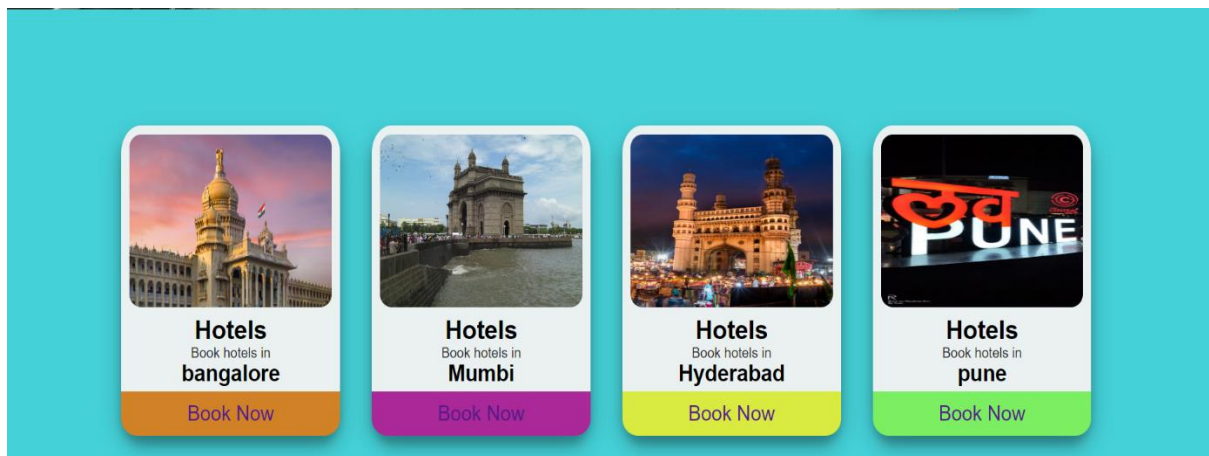 लव
PUNE
Hotels
Book hotels in
bangalore
Book Now
Hotels
Book hotels in
Mumbi
Book Now
Hotels
Book hotels in
Hyderabad
Book Now
Hotels
Book hotels in
pune
Book Now